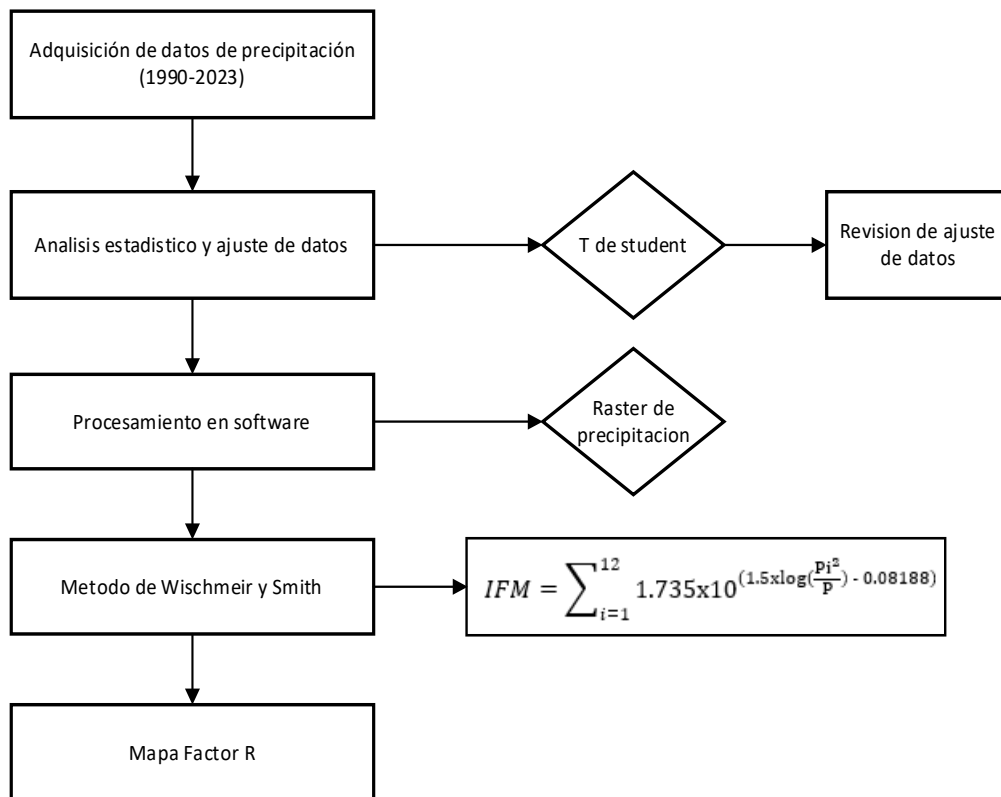 Adquisición de datos de precipitación
(1990-2023)
Analisis estadistico y ajuste de datos
T de student
Revision de ajuste
de datos
Procesamiento en software
Raster de
precipitacion
Metodo de Wischmeir y Smith
IFM = ∑_{i=1}^{12} 1.735x10^{(1.5xlog(\frac{Pi²}{P}) - 0.08188)}
Mapa Factor R